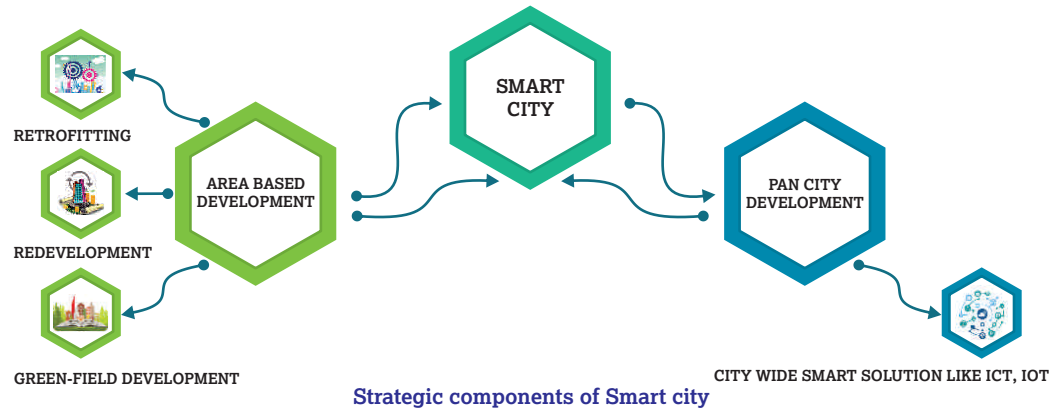 SMART
CITY
RETROFITTING
AREA BASED
DEVELOPMENT
PAN CITY
DEVELOPMENT
REDEVELOPMENT
GREEN-FIELD DEVELOPMENT
CITY WIDE SMART SOLUTION LIKE ICT, IOT
Strategic components of Smart city